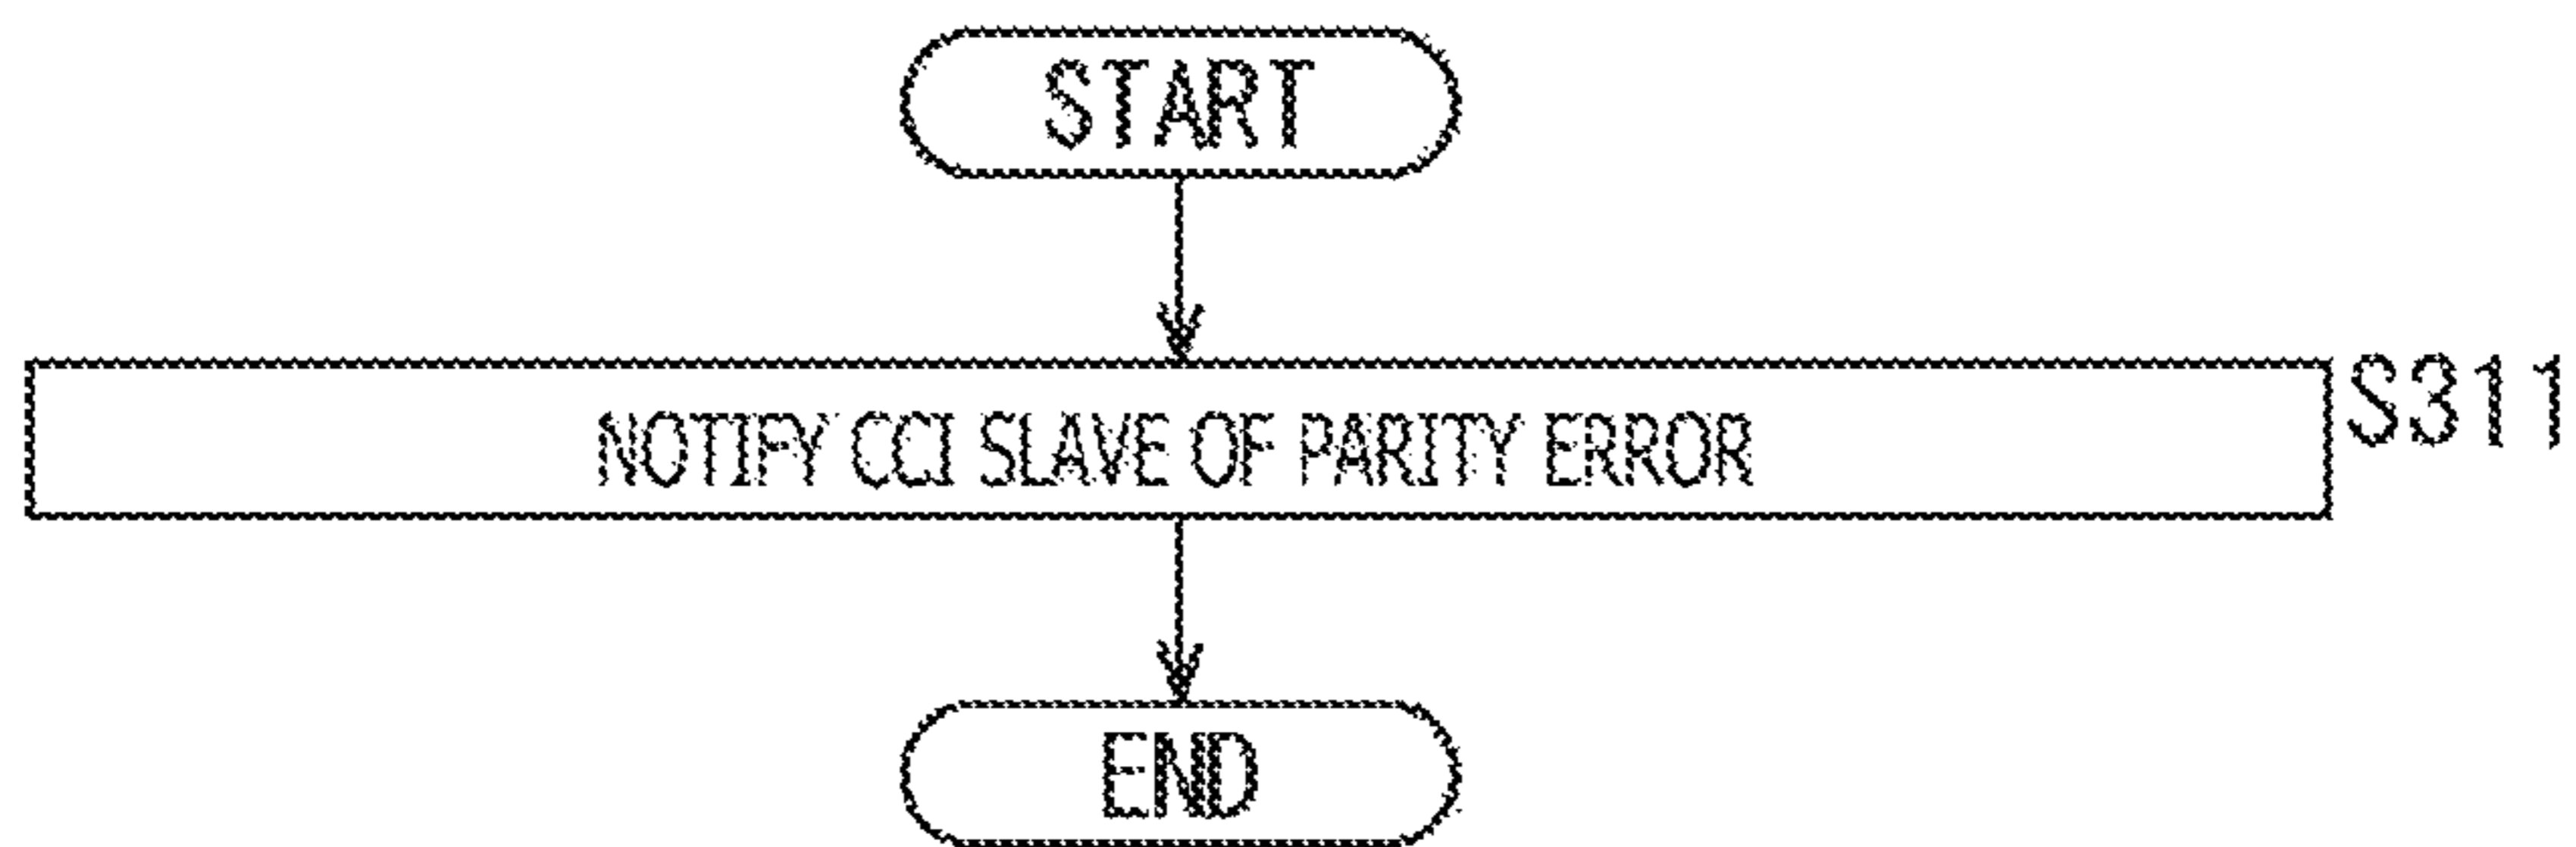 START
NOTIFY CCI SLAVE OF PARITY ERROR
S311
END